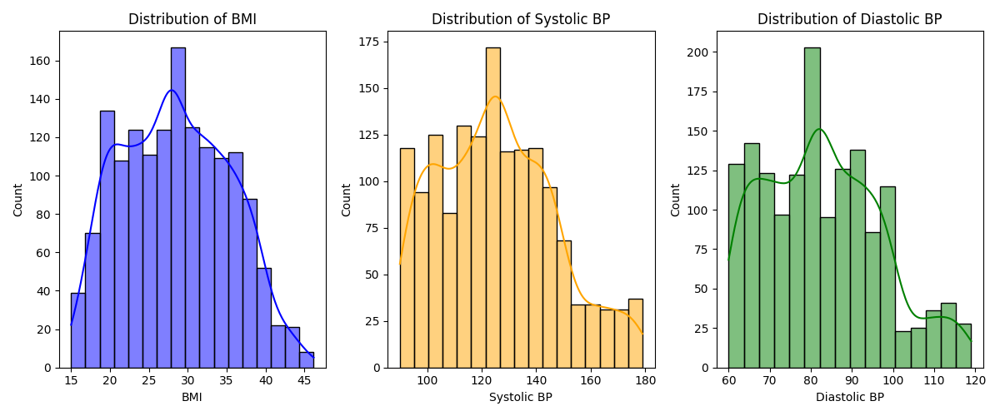 Distribution of BMI
Count
160
140
120
100
80
60
40
20
0
15 20 25 30 35 40 45
BMI
Distribution of Systolic BP
Count
175
150
125
100
75
50
25
0
100 120 140 160 180
Systolic BP
Distribution of Diastolic BP
Count
200
175
150
125
100
75
50
25
0
60 70 80 90 100 110 120
Diastolic BP